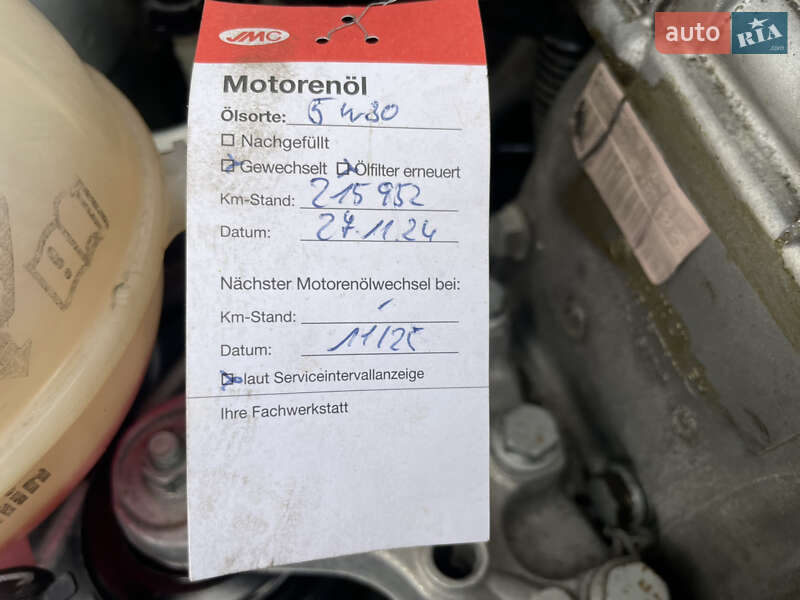 JMC
auto RIA
.com
Motorenöl
Ölsorte: 5W30
Nachgefüllt
Gewechselt Ölfilter erneuert
Km-Stand: 215952
Datum: 27.11.24
Nächster Motorenölwechsel bei:
Km-Stand: -
Datum: 11/25
laut Serviceintervallanzeige
Ihre Fachwerkstatt